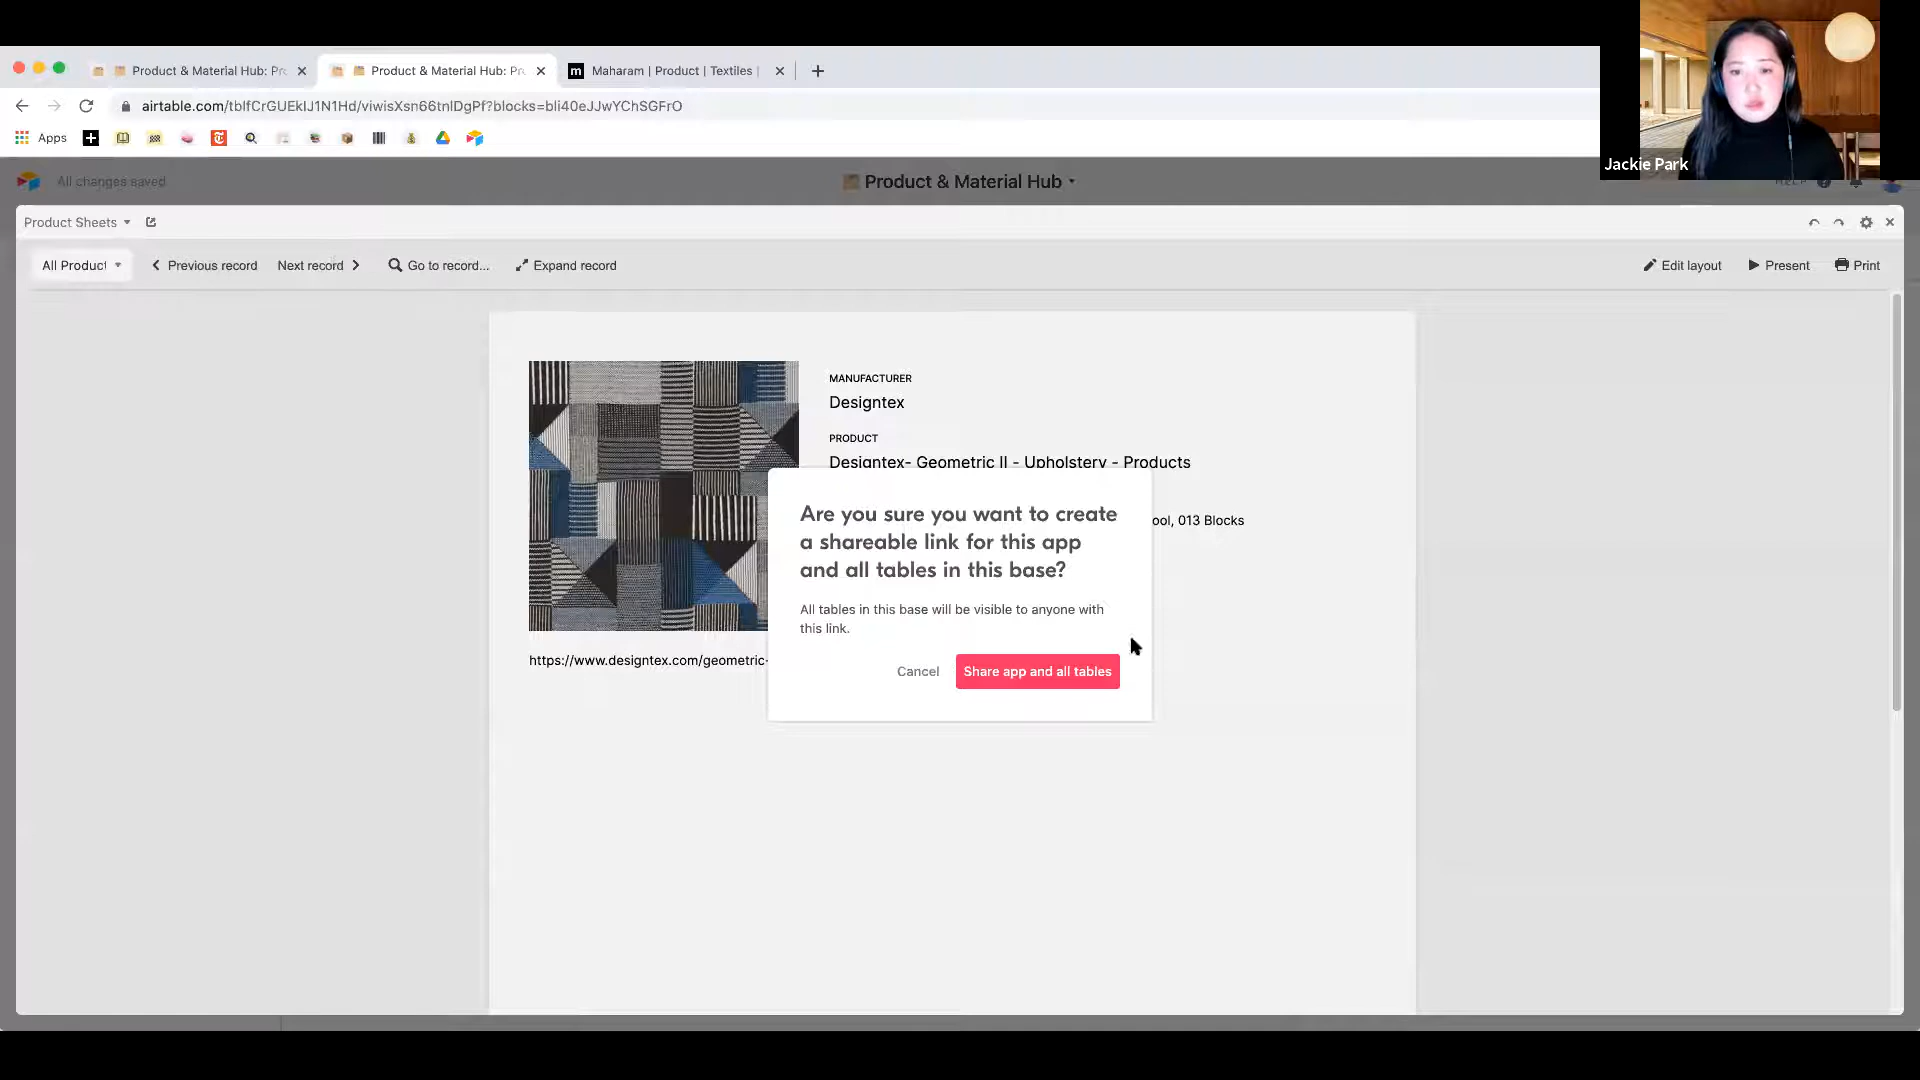 Product & Material Hub: Pr
Product & Material Hub: Pr
m
Maharam | Product | Textiles |
airtable.com/tblfCrGUEkIJ1N1Hd/viwisXsn66tnlDgPf?blocks=bli40eJJwYChSGFrO
Apps
Jackie Park
All changes saved
Product & Material Hub
HELP
Product Sheets
All Product
Previous record
Next record
Go to record...
Expand record
Edit layout
Present
Print
MANUFACTURER
Designtex
PRODUCT
Designtex- Geometric II - Upholstery - Products
ool, 013 Blocks
Are you sure you want to create
a shareable link for this app
and all tables in this base?
All tables in this base will be visible to anyone with
this link.
Cancel
Share app and all tables
https://www.designtex.com/geometric-